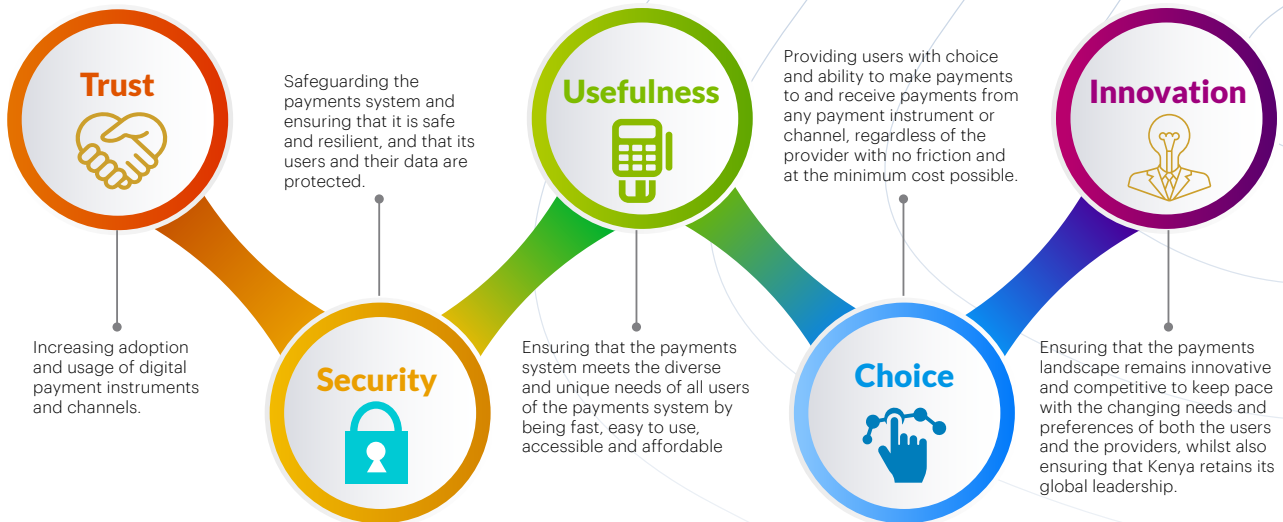 Trust
Increasing adoption
and usage of digital
payment instruments
and channels.
Safeguarding the
payments system and
ensuring that it is safe
and resilient, and that its
users and their data are
protected.
Security
Usefulness
Ensuring that the payments
system meets the diverse
and unique needs of all users
of the payments system by
being fast, easy to use,
accessible and affordable
Providing users with choice
and ability to make payments
to and receive payments from
any payment instrument or
channel, regardless of the
provider with no friction and
at the minimum cost possible.
Choice
Innovation
Ensuring that the payments
landscape remains innovative
and competitive to keep pace
with the changing needs and
preferences of both the users
and the providers, whilst also
ensuring that Kenya retains its
global leadership.